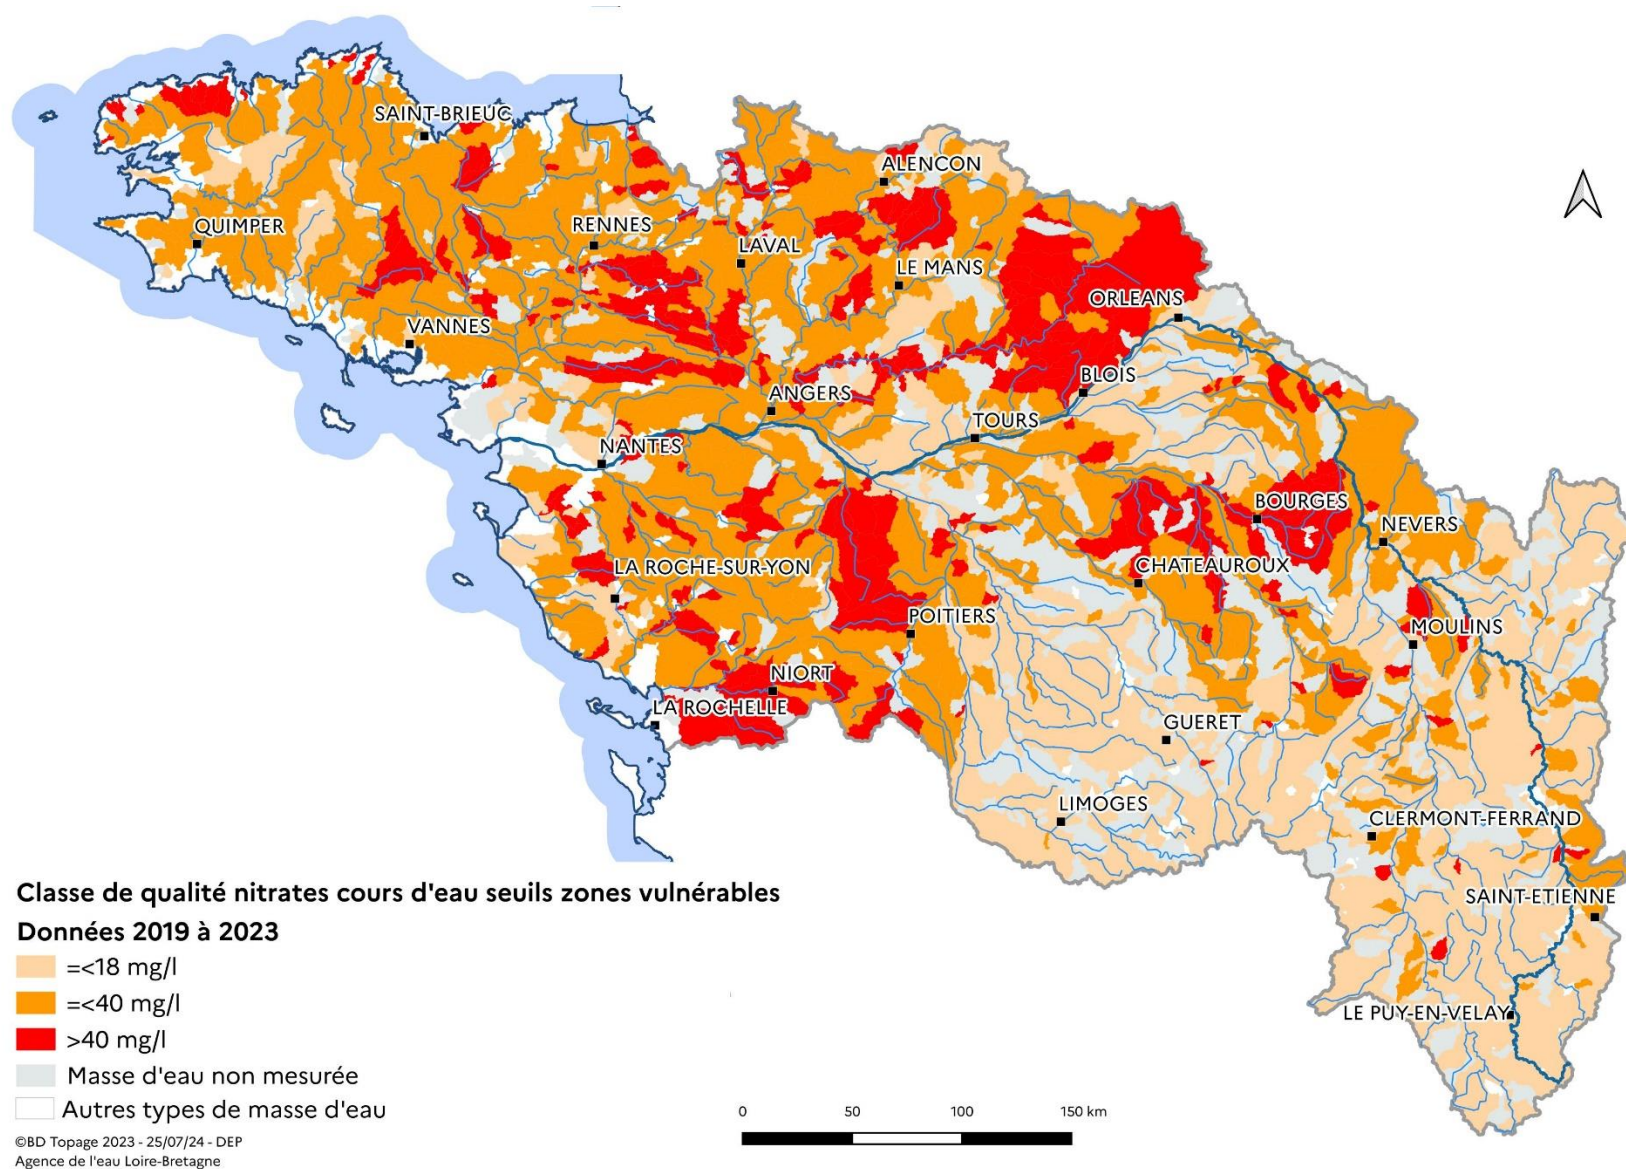 SAINT-BRIEUC
ALENCON
QUIMPER
RENNES
LAVAL
LE MANS
ORLEANS
VANNES
BLOIS
ANGERS
TOURS
NANTES
BOURGES
NEVERS
LA ROCHE-SUR-YON
CHATEAUROUX
POITIERS
MOULINS
NIORT
LA ROCHELLE
GUERET
LIMOGES
CLERMONT-FERRAND
SAINT-ETIENNE
LE PUY-EN-VELAY
Classe de qualité nitrates cours d'eau seuils zones vulnérables
Données 2019 à 2023
=<18 mg/l
=<40 mg/l
>40 mg/l
Masse d'eau non mesurée
Autres types de masse d'eau
0 50 100 150 km
©BD Topage 2023 - 25/07/24 - DEP
Agence de l'eau Loire-Bretagne